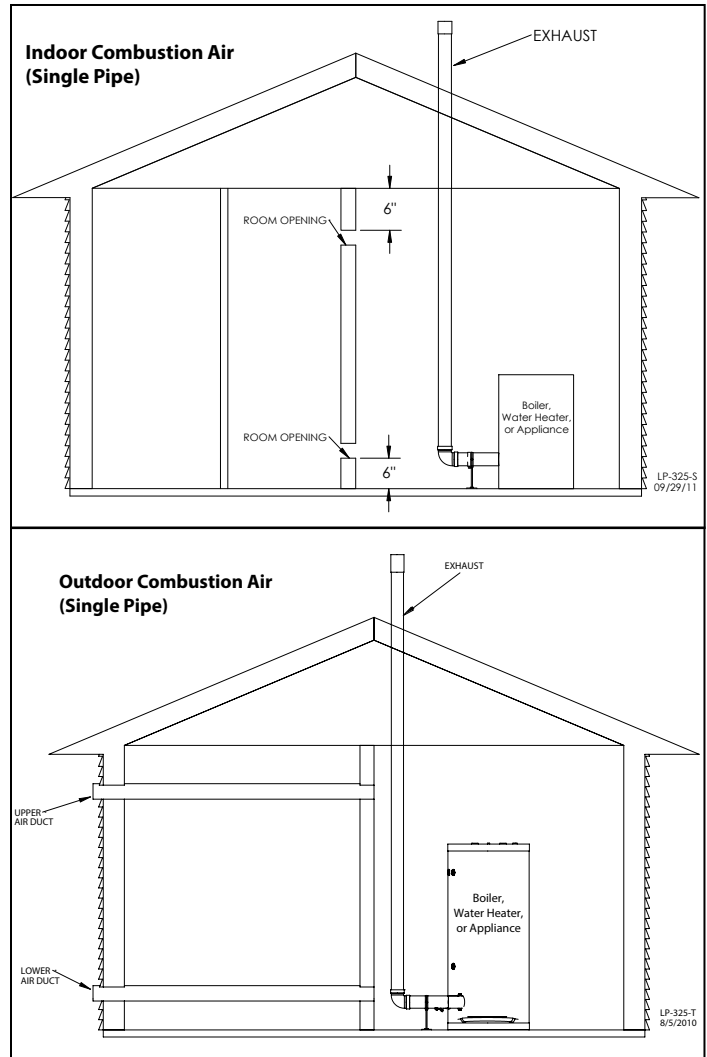 Indoor Combustion Air
(Single Pipe)
EXHAUST
6"
ROOM OPENING
Boiler,
Water Heater,
or Appliance
ROOM OPENING
6"
LP-325-S
09/29/11
Outdoor Combustion Air
(Single Pipe)
EXHAUST
UPPER
AIR DUCT
Boiler,
Water Heater,
or Appliance
LOWER
AIR DUCT
LP-325-T
8/5/2010